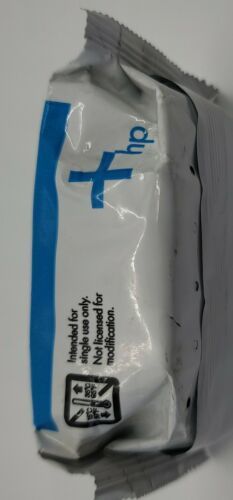 hp
Intended for
single use only.
Not licensed for
modification.